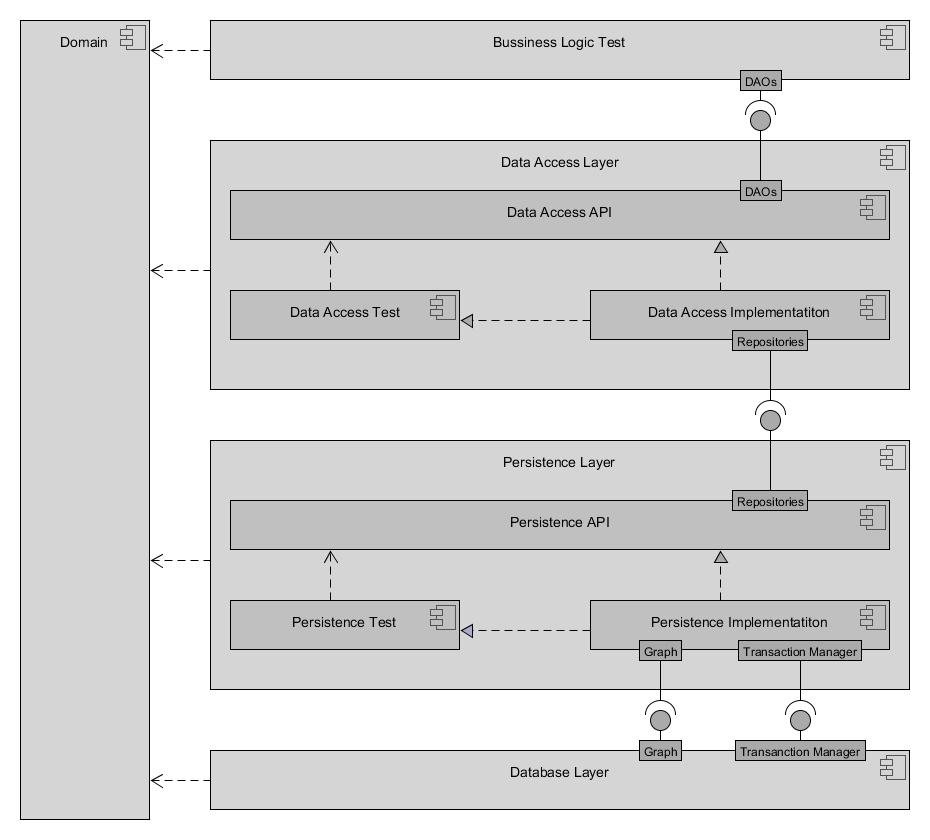 Domain
Bussiness Logic Test
DAOs
Data Access Layer
DAOs
Data Access API
Data Access Test
Data Access Implementatiton
Repositories
Persistence Layer
Repositories
Persistence API
Persistence Test
Persistence Implementatiton
Graph
Transaction Manager
Graph
Transanction Manager
Database Layer